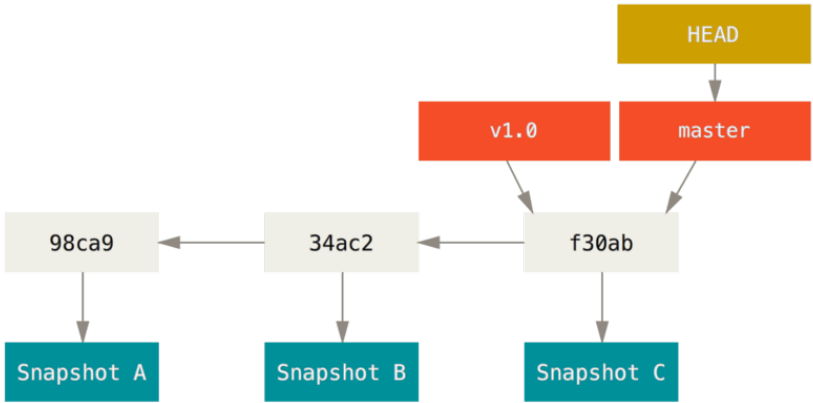 HEAD
v1.0
master
98ca9
34ac2
f30ab
Snapshot A
Snapshot B
Snapshot C